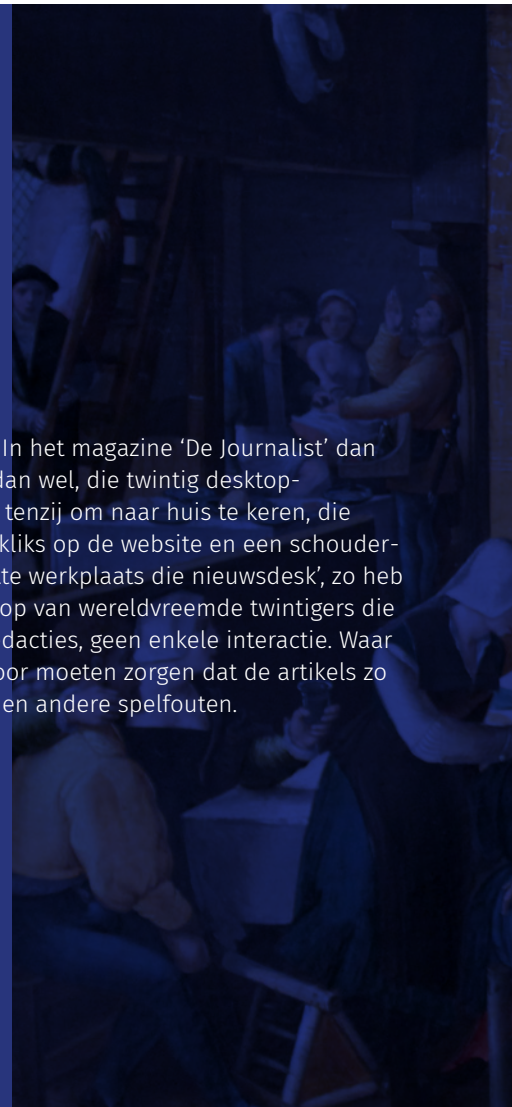 In het magazine ‘De Journalist’ dan
dan wel, die twintig desktop-
tenzij om naar huis te keren, die
kliks op de website en een schouder-
te werkplaats die nieuwsdesk’, zo heb
op van wereldvreemde twintigers die
dacties, geen enkele interactie. Waar
oor moeten zorgen dat de artikels zo
en andere spelfouten.